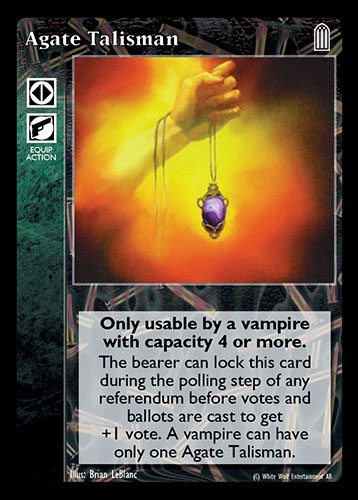 Agate Talisman
EQUIP
ACTION
Only usable by a vampire
with capacity 4 or more.
The bearer can lock this card
during the polling step of any
referendum before votes and
ballots are cast to get
+1 vote. A vampire can have
only one Agate Talisman.
Illus: Brian LeBlanc
(C) White Wolf Entertainment AB